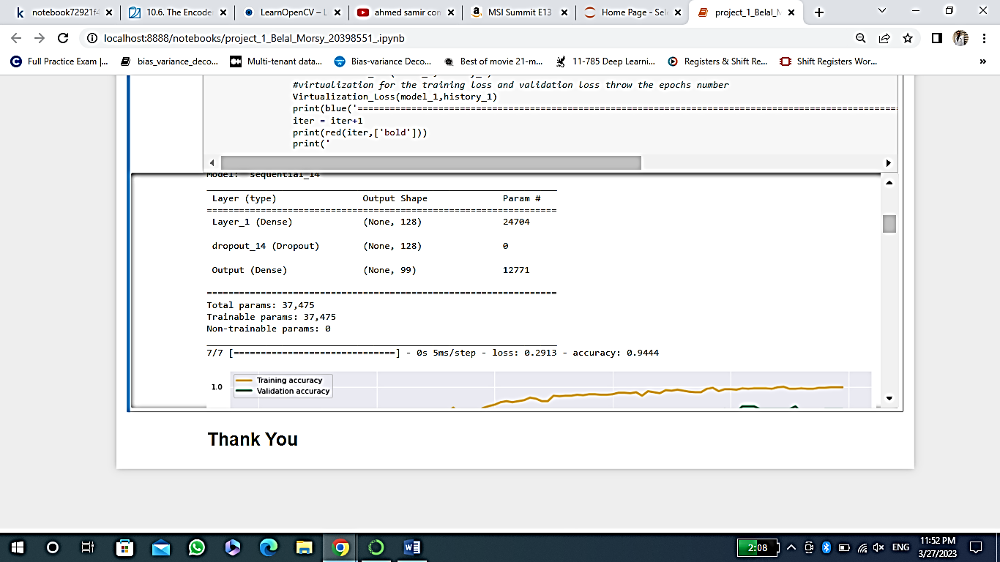 notebook72921f4
10.6. The Encode
LearnOpenCV – L
ahmed samir con
MSI Summit E13
Home Page - Sel
project_1_Belal_M
localhost:8888/notebooks/project_1_Belal_Morsy_20398551_.ipynb
Full Practice Exam |...
bias_variance_deco...
Multi-tenant data...
Bias-variance Deco...
Best of movie 21-m...
11-785 Deep Learni...
Registers & Shift Re...
Shift Registers Wor...
»
#virtualization for the training loss and validation loss throw the epochs number
Virtualization_Loss(model_1,history_1)
print(blue('==========================================================================================
iter = iter+1
print(red(iter,['bold']))
print('
Model: "sequential_14"
Layer (type) Output Shape Param #
=================================================================
Layer_1 (Dense) (None, 128) 24704
dropout_14 (Dropout) (None, 128) 0
Output (Dense) (None, 99) 12771
=================================================================
Total params: 37,475
Trainable params: 37,475
Non-trainable params: 0
7/7 [==============================] - 0s 5ms/step - loss: 0.2913 - accuracy: 0.9444
Training accuracy
Validation accuracy
1.0
Thank You
2:08
ENG
11:52 PM
3/27/2023